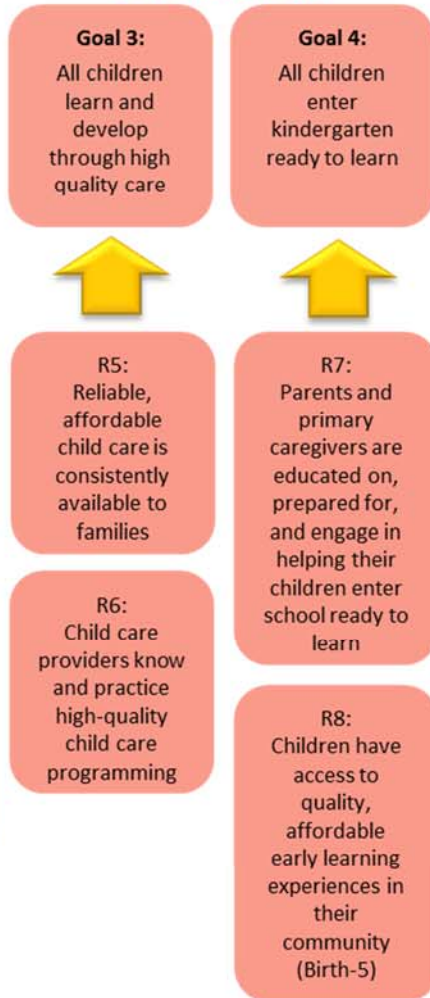 Goal 3:
All children
learn and
develop
through high
quality care
Goal 4:
All children
enter
kindergarten
ready to learn
R5:
Reliable,
affordable
child care is
consistently
available to
families
R6:
Child care
providers know
and practice
high-quality
child care
programming
R7:
Parents and
primary
caregivers are
educated on,
prepared for,
and engage in
helping their
children enter
school ready to
learn
R8:
Children have
access to
quality,
affordable
early learning
experiences in
their
community
(Birth-5)